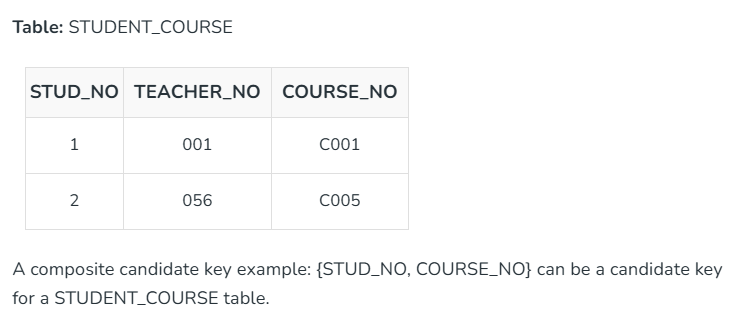 Table: STUDENT_COURSE
STUD_NO TEACHER_NO COURSE_NO
1 001 C001
2 056 C005
A composite candidate key example: {STUD_NO, COURSE_NO} can be a candidate key
for a STUDENT_COURSE table.